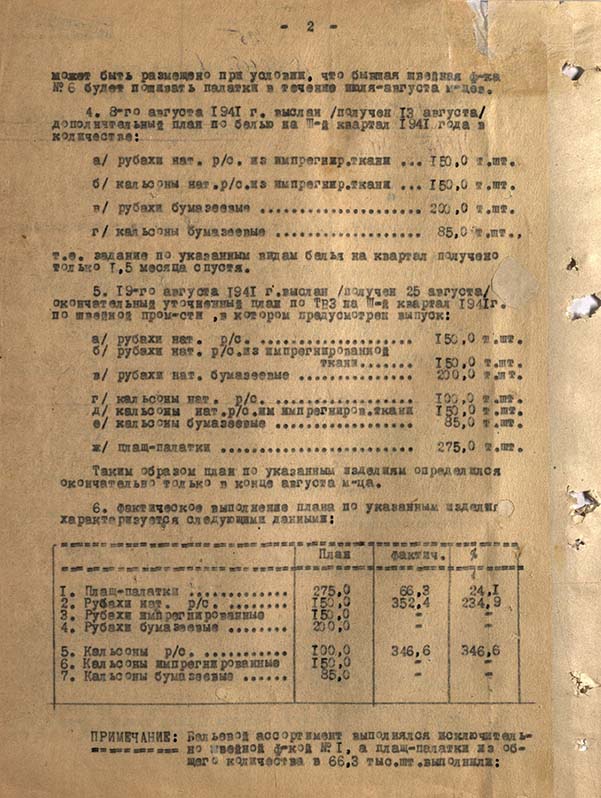 - 2 -
может быть размещено при условии, что бывшая швейная ф-ка
№ 6 будет пошивать палатки в течение июля-августа м-цев.
4. 8-го августа 1941 г. выслан /получен 13 августа/
дополнительный план по белью на Ш-й квартал 1941 года в
количестве:
а/ рубахи нат. р/с. из импрегнир.ткани ... 150,0 т.шт.
б/ кальсоны нат.р/с.из импрегнир.ткани ... 150,0 т.шт.
в/ рубахи бумазеевые .................... 200,0 т.шт.
г/ кальсоны бумазеевые .................. 85,0 т.шт.,
т.е. задание по указанным видам белья на квартал получено
только 1,5 месяца спустя.
5. 19-го августа 1941 г.выслан /получен 25 августа/
окончательный уточненный план по ТРЗ на Ш-й квартал 1941г.
по швейной пром-сти ,в котором предусмотрен выпуск:
а/ рубахи нат. р/с. .................... 150,0 т.шт.
б/ рубахи нат. р/с.из импрегнированной
ткани....... 150,0 т.шт.
в/ рубахи нат. бумазеевые .............. 200,0 т.шт.
г/ кальсоны нат. р/с. ................. 100,0 т.шт.
д/ кальсоны нат.р/с.им импрегниров.ткани 150,0 т.шт.
е/ кальсоны бумазеевые ................. 85,0 т.шт.
ж/ плащ-палатки ........................ 275,0 т.шт.
Таким образом план по указанным изделиям определился
окончательно только в конце августа м-ца.
6. Фактическое выполнение плана по указанным изделия
характеризуется следующими данными:
План фактич. %
1. Плащ-палатки ............ 275,0 66,3 24,1
2. Рубахи нат. р/с. ........ 150,0 352,4 234,9
3. Рубахи импрегнированные 150,0 - -
4. Рубахи бумазеевые ....... 200,0 - -
5. Кальсоны р/с. ........... 100,0 346,6 346,6
6. Кальсоны импрегнированные 150,0 - -
7. Кальсоны бумазеевые ...... 85,0 - -
ПРИМЕЧАНИЕ: Бельевой ассортимент выполнялся исключитель-
но швейной ф-кой № 1, а плащ-палатки из об-
щего количества в 66,3 тыс.шт.выполнили: